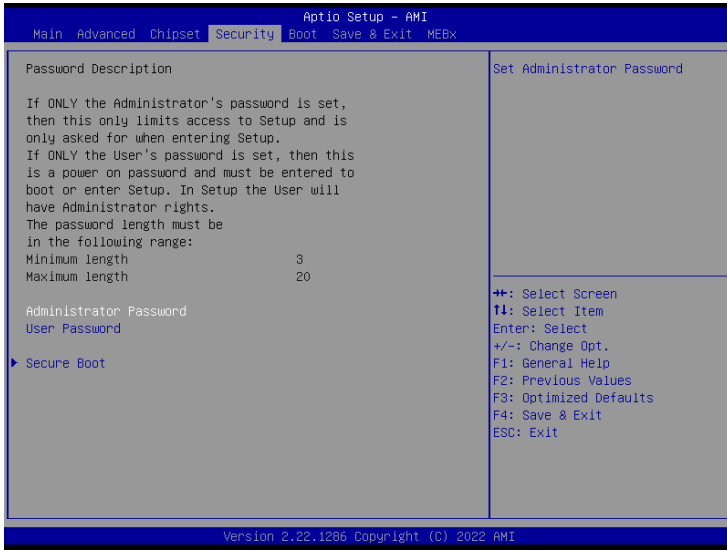 Aptio Setup - AMI
Main Advanced Chipset Security Boot Save & Exit MEBx
Password Description
If ONLY the Administrator's password is set,
then this only limits access to Setup and is
only asked for when entering Setup.
If ONLY the User's password is set, then this
is a power on password and must be entered to
boot or enter Setup. In Setup the User will
have Administrator rights.
The password length must be
in the following range:
Minimum length 3
Maximum length 20
Administrator Password
User Password
Secure Boot
Set Administrator Password
→←: Select Screen
↑↓: Select Item
Enter: Select
+/-: Change Opt.
F1: General Help
F2: Previous Values
F3: Optimized Defaults
F4: Save & Exit
ESC: Exit
Version 2.22.1286 Copyright (C) 2022 AMI